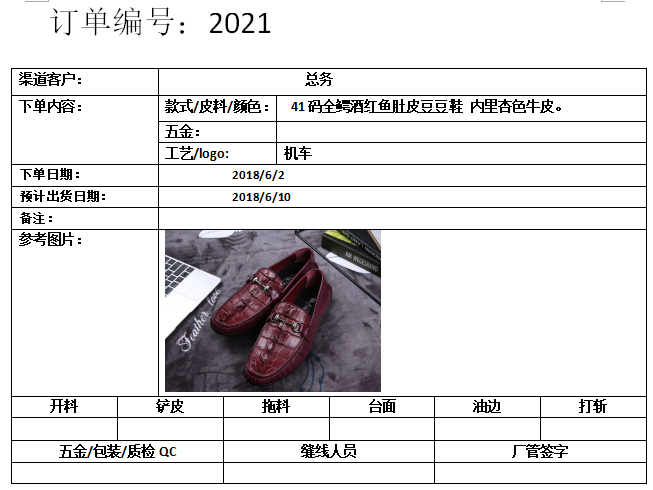 订单编号：2021
渠道客户： 总务
下单内容： 款式/皮料/颜色： 41码全鳄酒红鱼肚皮豆豆鞋 内里杏色牛皮。
五金：
工艺/logo: 机车
下单日期： 2018/6/2
预计出货日期： 2018/6/10
备注：
参考图片：
Feather love
开料 铲皮 拖料 台面 油边 打斩
五金/包装/质检 QC 缝线人员 厂管签字